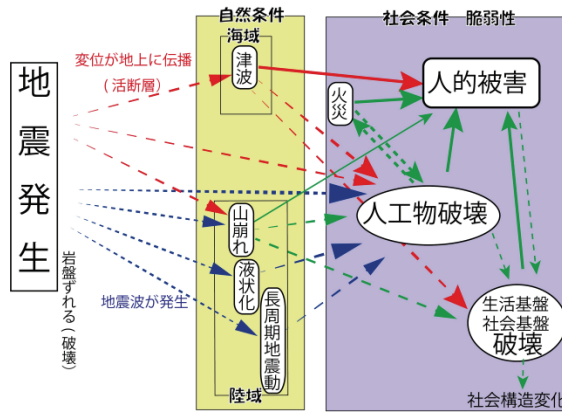 自然条件
海域
社会条件 脆弱性
地震発生
岩盤ずれる(破壊)
変位が地上に伝播
(活断層)
津波
火災
人的被害
人工物破壊
山崩れ
液状化
長周期地震動
地震波が発生
生活基盤
社会基盤
破壊
陸域
社会構造変化